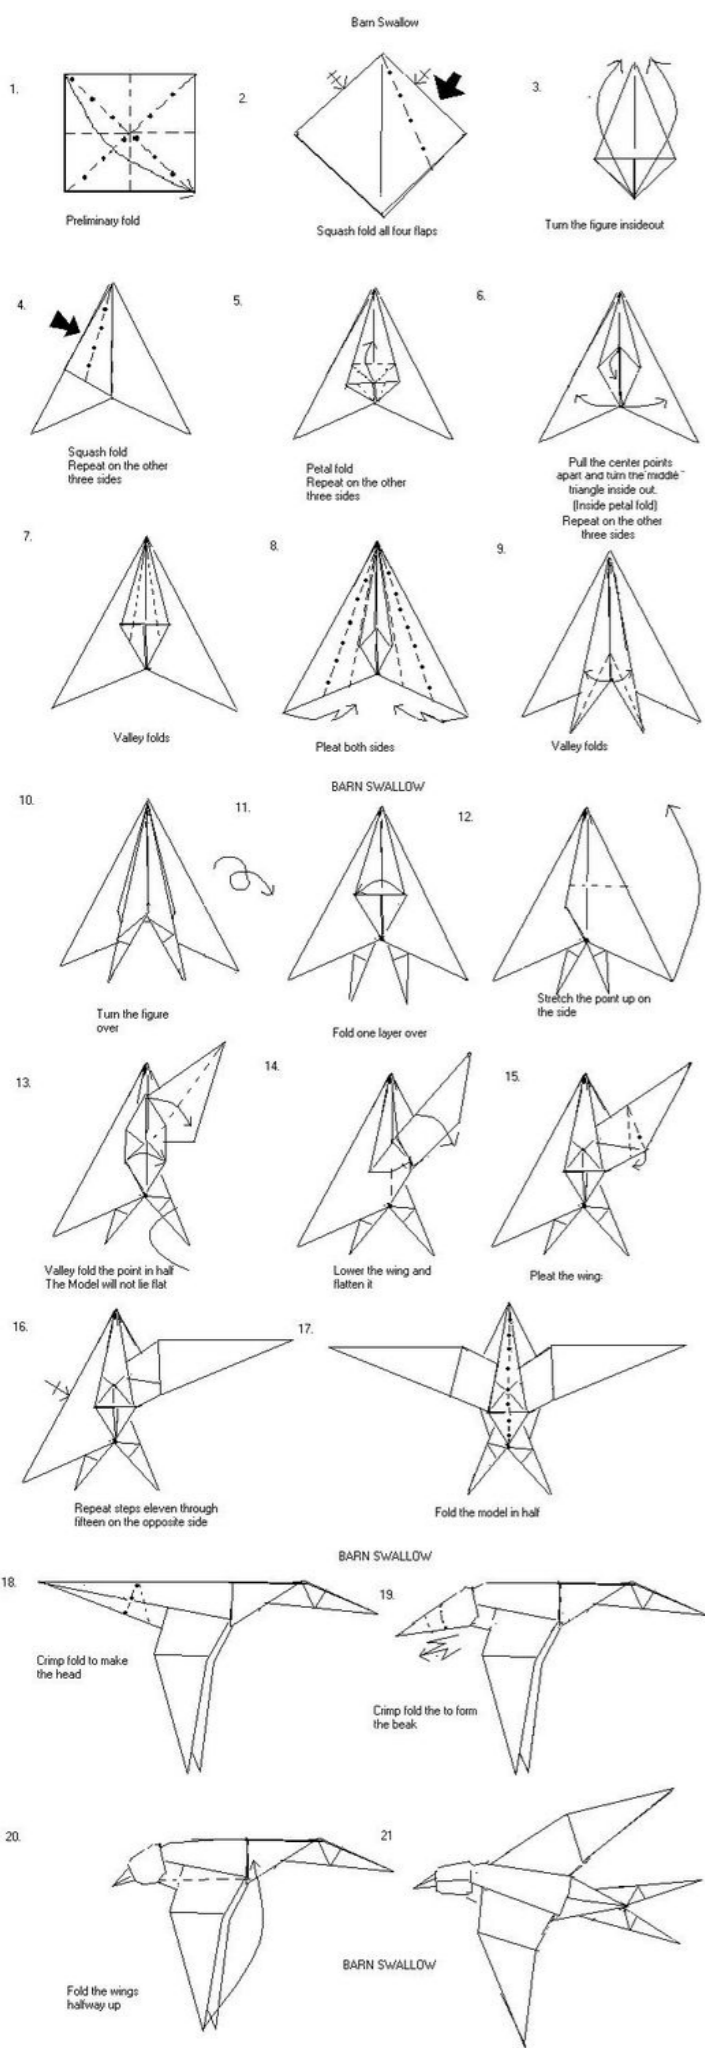 Barn Swallow
1.
2.
3.
Preliminary fold
Squash fold all four flaps
Turn the figure insideout
4.
5.
6.
Squash fold
Repeat on the other
three sides
Petal fold
Repeat on the other
three sides
Pull the center points
apart and turn the middle
triangle inside out.
(Inside petal fold)
Repeat on the other
three sides
7.
8.
9.
Valley folds
Pleat both sides
Valley folds
BARN SWALLOW
10.
11.
12.
Turn the figure
over
Fold one layer over
Stretch the point up on
the side
13.
14.
15.
Valley fold the point in half
The Model will not lie flat
Lower the wing and
flatten it
Pleat the wing:
16.
17.
Repeat steps eleven through
fifteen on the opposite side
Fold the model in half
BARN SWALLOW
18.
19.
Crimp fold to make
the head
Crimp fold the to form
the beak
20.
21
Fold the wings
halfway up
BARN SWALLOW